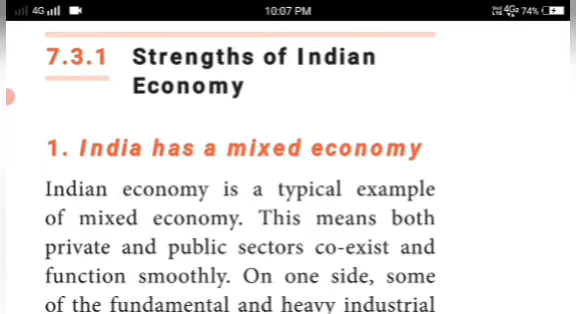 4G 10:07 PM 4G 74%
7.3.1 Strengths of Indian
Economy
1. India has a mixed economy
Indian economy is a typical example
of mixed economy. This means both
private and public sectors co-exist and
function smoothly. On one side, some
of the fundamental and heavy industrial